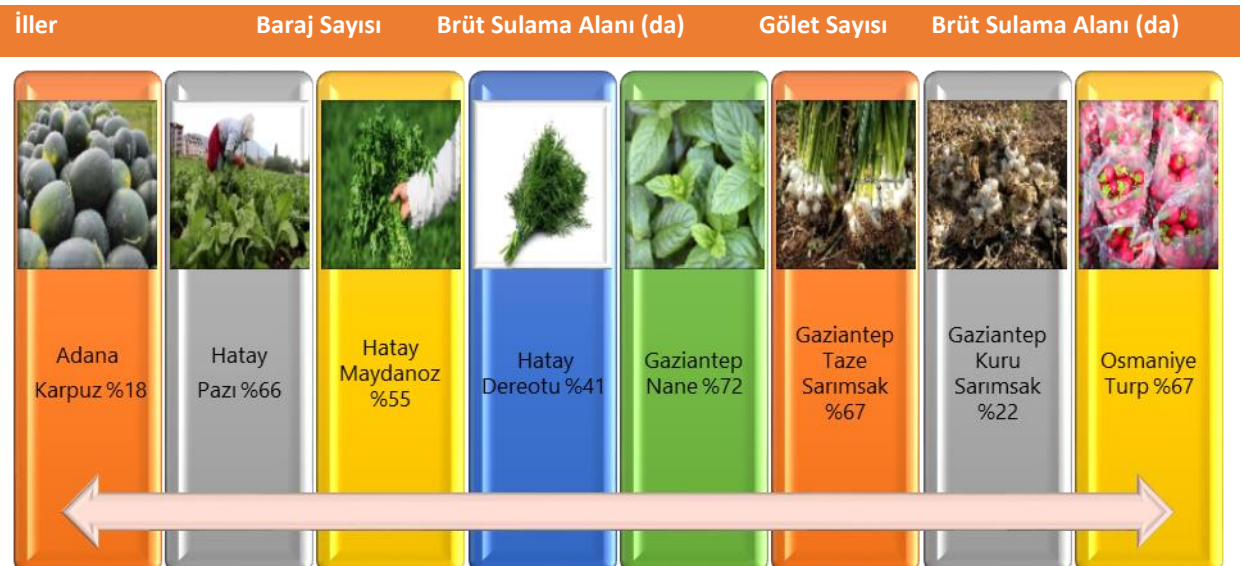 İller Baraj Sayısı Brüt Sulama Alanı (da) Gölet Sayısı Brüt Sulama Alanı (da)
Adana
Karpuz %18
Hatay
Pazı %66
Hatay
Maydanoz
%55
Hatay
Dereotu %41
Gaziantep
Nane %72
Gaziantep
Taze
Sarımsak
%67
Gaziantep
Kuru
Sarımsak
%22
Osmaniye
Turp %67